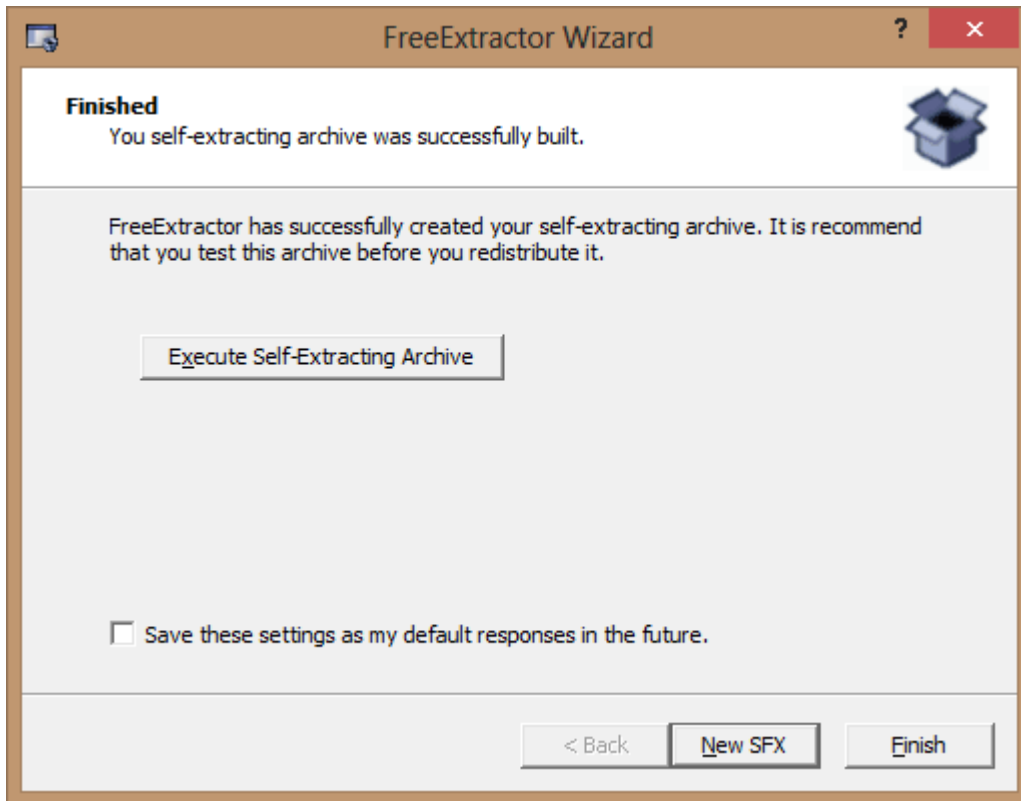 FreeExtractor Wizard
?
Finished
You self-extracting archive was successfully built.
FreeExtractor has successfully created your self-extracting archive. It is recommend
that you test this archive before you redistribute it.
Execute Self-Extracting Archive
Save these settings as my default responses in the future.
< Back
New SFX
Finish